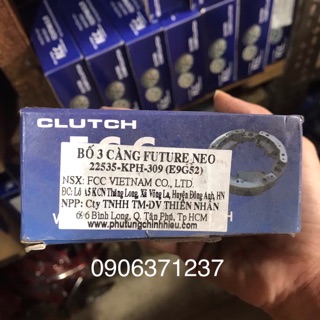 CLUTCH
BỐ 3 CÀNG FUTURE NEO
22535-KPH-309 (E9G52)
NSX: FCC VIETNAM CO., LTD.
ĐC: Lô A5 KCN Thăng Long, Xã Võng La, Huyện Đông Anh, HN
NPP: Cty TNHH TM-DV THIÊN NHÂN
6 Bình Long, Q. Tân Phú, Tp HCM
www.phutungchinhhieu.com
0906371237